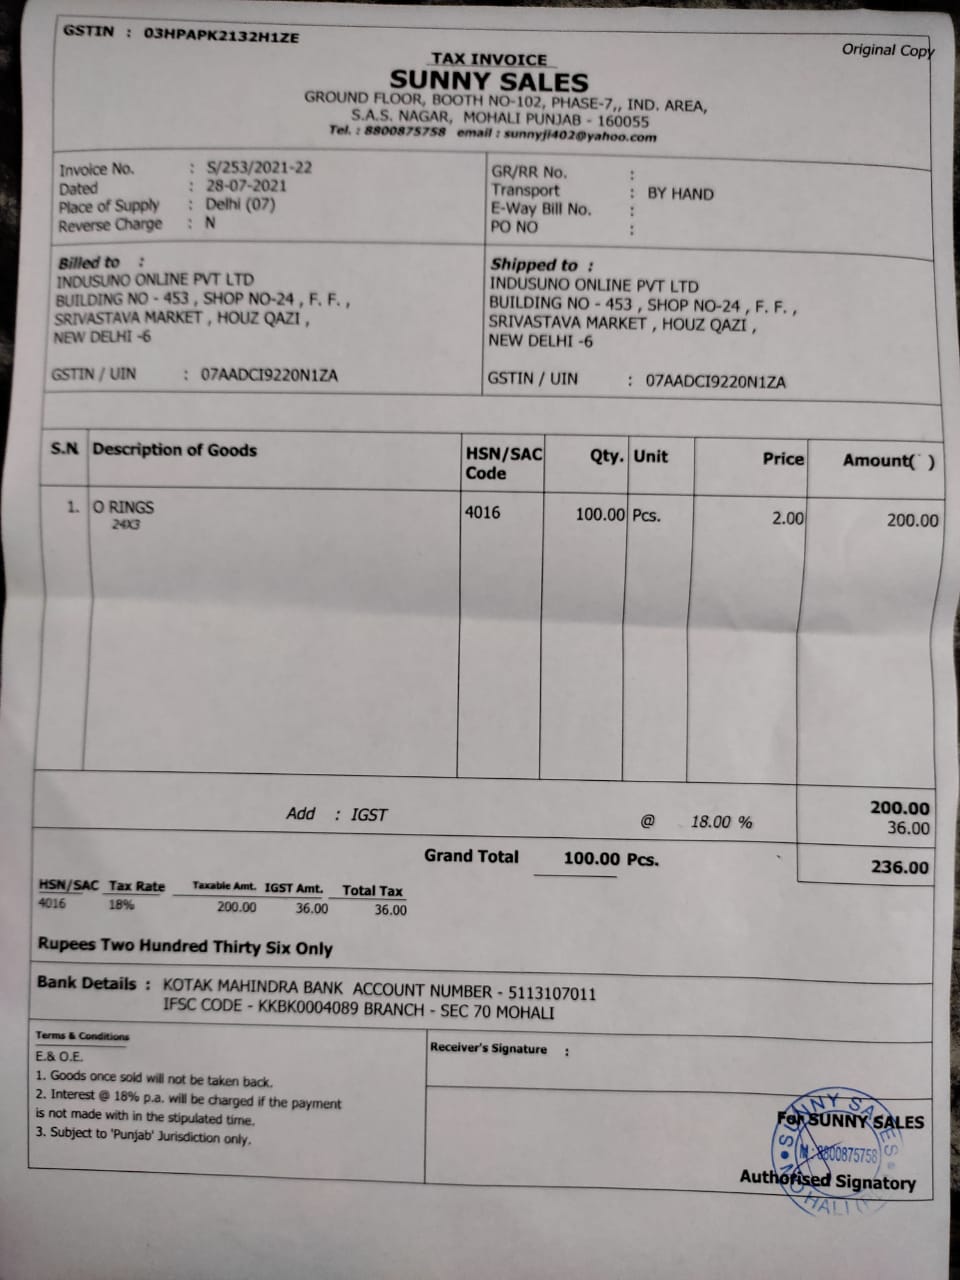 GSTIN : 03HPAPK2132H1ZE
Original Copy
TAX INVOICE
SUNNY SALES
GROUND FLOOR, BOOTH NO-102, PHASE-7,, IND. AREA,
S.A.S. NAGAR, MOHALI PUNJAB - 160055
Tel. : 8800875758 email : sunnyji402@yahoo.com
Invoice No. : S/253/2021-22
Dated : 28-07-2021
Place of Supply : Delhi (07)
Reverse Charge : N
GR/RR No. :
Transport : BY HAND
E-Way Bill No. :
PO NO :
Billed to :
INDUSUNO ONLINE PVT LTD
BUILDING NO - 453 , SHOP NO-24 , F. F. ,
SRIVASTAVA MARKET , HOUZ QAZI ,
NEW DELHI -6
GSTIN / UIN : 07AADCI9220N1ZA
Shipped to :
INDUSUNO ONLINE PVT LTD
BUILDING NO - 453 , SHOP NO-24 , F. F. ,
SRIVASTAVA MARKET , HOUZ QAZI ,
NEW DELHI -6
GSTIN / UIN : 07AADCI9220N1ZA
S.N Description of Goods HSN/SAC Code Qty. Unit Price Amount( )
1. O RINGS 4016 100.00 Pcs. 2.00 200.00
24X3
200.00
Add : IGST @ 18.00 % 36.00
Grand Total 100.00 Pcs. 236.00
HSN/SAC Tax Rate Taxable Amt. IGST Amt. Total Tax
4016 18% 200.00 36.00 36.00
Rupees Two Hundred Thirty Six Only
Bank Details : KOTAK MAHINDRA BANK ACCOUNT NUMBER - 5113107011
IFSC CODE - KKBK0004089 BRANCH - SEC 70 MOHALI
Terms & Conditions
E.& O.E.
1. Goods once sold will not be taken back.
2. Interest @ 18% p.a. will be charged if the payment
is not made with in the stipulated time.
3. Subject to 'Punjab' Jurisdiction only.
Receiver's Signature :
For SUNNY SALES
SUNNY SALES
M.: 8800875758
MOHALI
Authorised Signatory